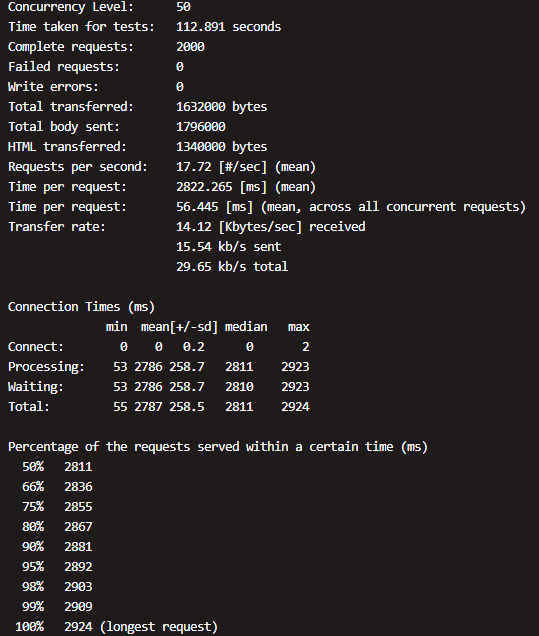 Concurrency Level:      50
Time taken for tests:   112.891 seconds
Complete requests:      2000
Failed requests:        0
Write errors:           0
Total transferred:      1632000 bytes
Total body sent:        1796000
HTML transferred:       1340000 bytes
Requests per second:    17.72 [#/sec] (mean)
Time per request:       2822.265 [ms] (mean)
Time per request:       56.445 [ms] (mean, across all concurrent requests)
Transfer rate:          14.12 [Kbytes/sec] received
                        15.54 kb/s sent
                        29.65 kb/s total

Connection Times (ms)
              min  mean[+/-sd] median   max
Connect:        0    0   0.2      0       2
Processing:    53 2786 258.7   2811    2923
Waiting:       53 2786 258.7   2810    2923
Total:         55 2787 258.5   2811    2924

Percentage of the requests served within a certain time (ms)
  50%   2811
  66%   2836
  75%   2855
  80%   2867
  90%   2881
  95%   2892
  98%   2903
  99%   2909
 100%   2924 (longest request)